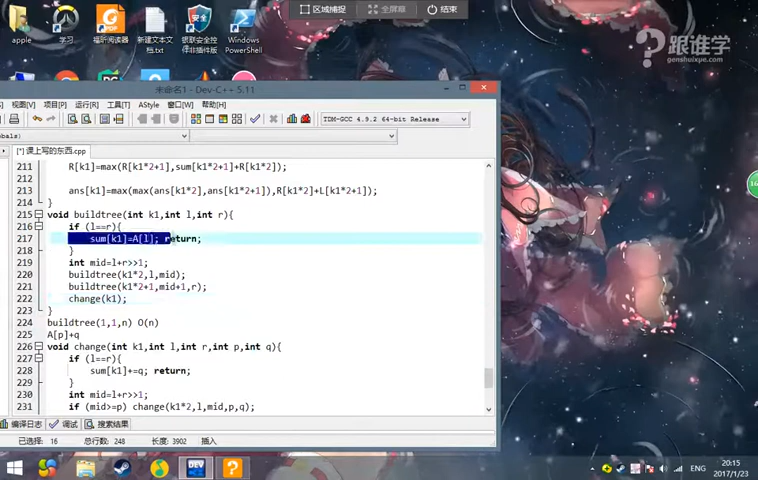 区域捕捉 全屏幕 结束
apple 学习 福昕阅读器 新建文本文档.txt 银联安全控件非插件版 Windows PowerShell
跟谁学
genshuixue.com
未命名1 - Dev-C++ 5.11
视图[V] 项目[P] 运行[R] 工具[T] AStyle 窗口[W] 帮助[H]
TDM-GCC 4.9.2 64-bit Release
bals)
[*] 课上写的东西.cpp
211 R[k1]=max(R[k1*2+1],sum[k1*2+1]+R[k1*2]);
212
213 ans[k1]=max(max(ans[k1*2],ans[k1*2+1]),R[k1*2]+L[k1*2+1]);
214 }
215 void buildtree(int k1,int l,int r){
216 if (l==r){
217 sum[k1]=A[l]; return;
218 }
219 int mid=l+r>>1;
220 buildtree(k1*2,l,mid);
221 buildtree(k1*2+1,mid+1,r);
222 change(k1);
223 }
224 buildtree(1,1,n) O(n)
225 A[p]+q
226 void change(int k1,int l,int r,int p,int q){
227 if (l==r){
228 sum[k1]+=q; return;
229 }
230 int mid=l+r>>1;
231 if (mid>=p) change(k1*2,l,mid,p,q);
编译日志 调试 搜索结果
已选择: 16 总行数: 248 长度: 3902 插入
DEV
ENG
20:15
2017/1/23